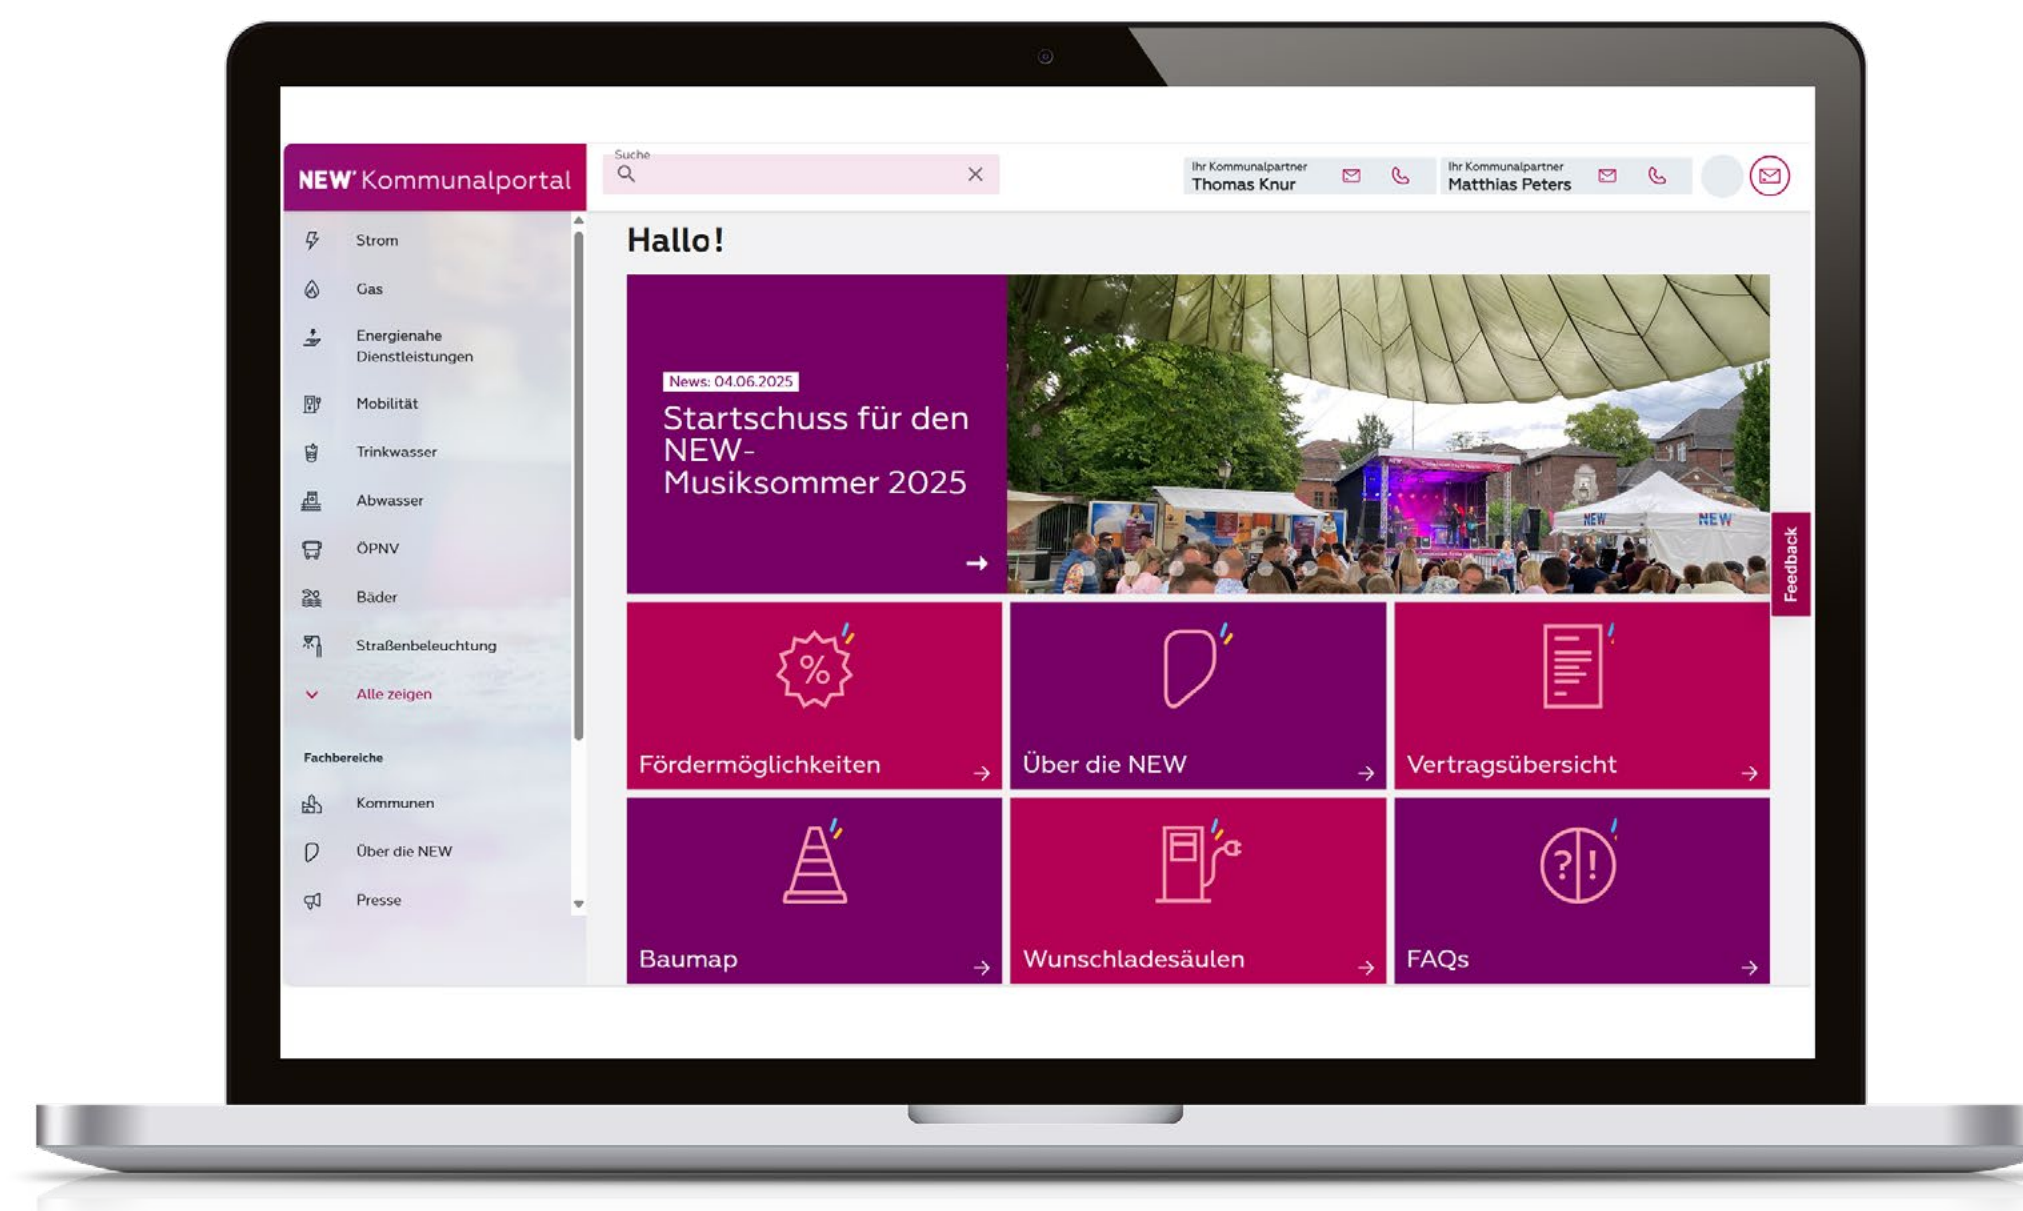 NEW' Kommunalportal
Suche
Ihr Kommunalpartner
Thomas Knur
Ihr Kommunalpartner
Matthias Peters
Strom
Gas
Energienahe
Dienstleistungen
Mobilität
Trinkwasser
Abwasser
ÖPNV
Bäder
Straßenbeleuchtung
Alle zeigen
Fachbereiche
Kommunen
Über die NEW
Presse
Hallo!
News: 04.06.2025
Startschuss für den
NEW-
Musiksommer 2025
NEW
NEW
Feedback
Fördermöglichkeiten
Über die NEW
Vertragsübersicht
Baumap
Wunschladesäulen
FAQs